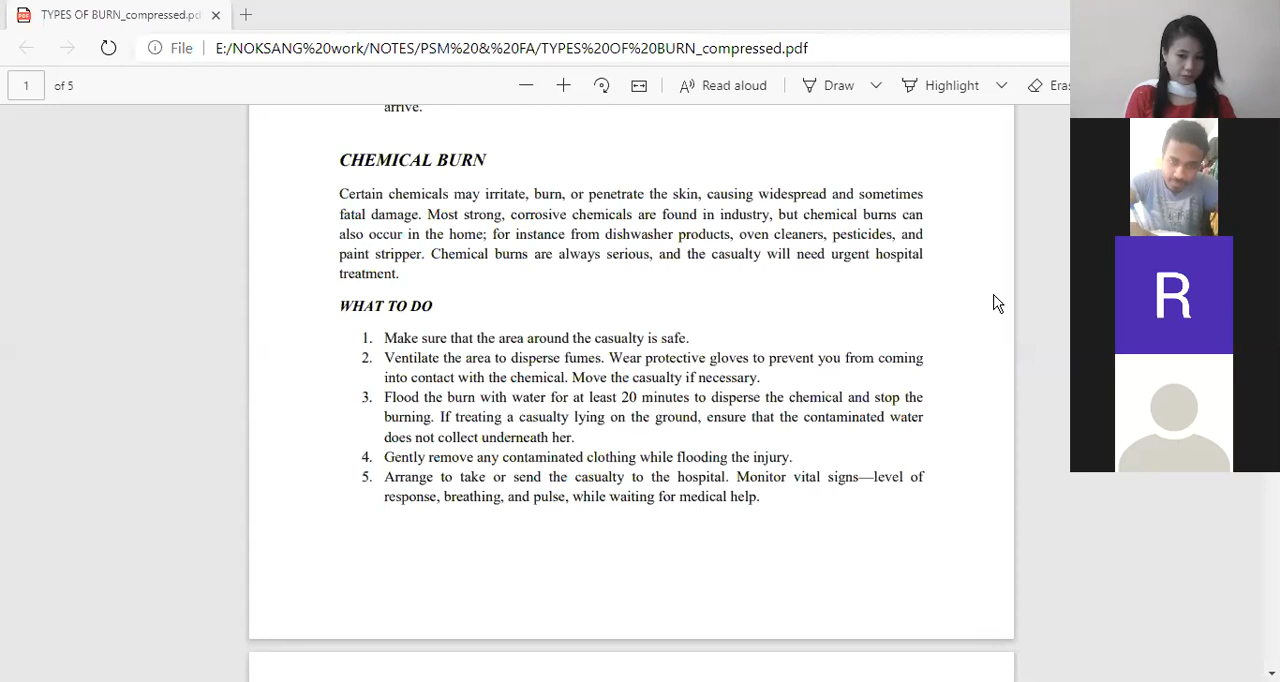 TYPES OF BURN_compressed.pd
File
E:/NOKSANG%20work/NOTES/PSM%20&%20FA/TYPES%20OF%20BURN_compressed.pdf
1 of 5
Read aloud
Draw
Highlight
Eras
arrive.
CHEMICAL BURN
Certain chemicals may irritate, burn, or penetrate the skin, causing widespread and sometimes
fatal damage. Most strong, corrosive chemicals are found in industry, but chemical burns can
also occur in the home; for instance from dishwasher products, oven cleaners, pesticides, and
paint stripper. Chemical burns are always serious, and the casualty will need urgent hospital
treatment.
WHAT TO DO
1. Make sure that the area around the casualty is safe.
2. Ventilate the area to disperse fumes. Wear protective gloves to prevent you from coming
into contact with the chemical. Move the casualty if necessary.
3. Flood the burn with water for at least 20 minutes to disperse the chemical and stop the
burning. If treating a casualty lying on the ground, ensure that the contaminated water
does not collect underneath her.
4. Gently remove any contaminated clothing while flooding the injury.
5. Arrange to take or send the casualty to the hospital. Monitor vital signs—level of
response, breathing, and pulse, while waiting for medical help.
R